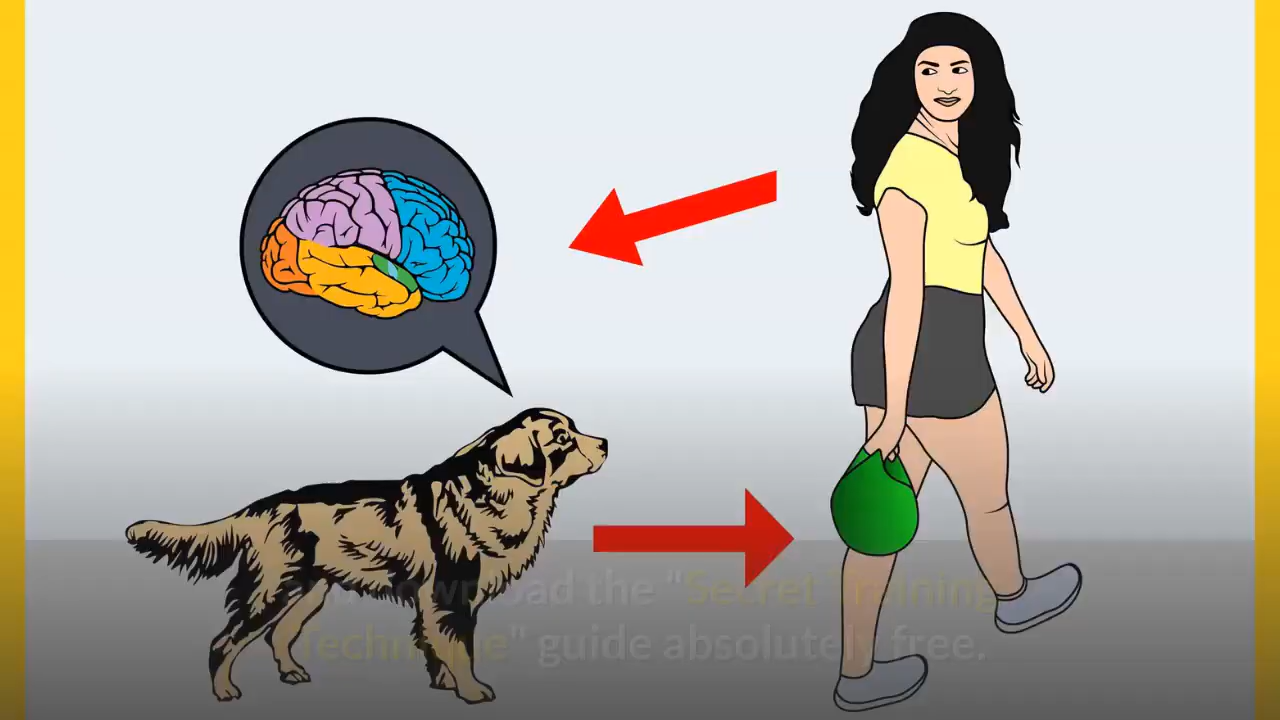 download the "Secret Training
Technique" guide absolutely free.